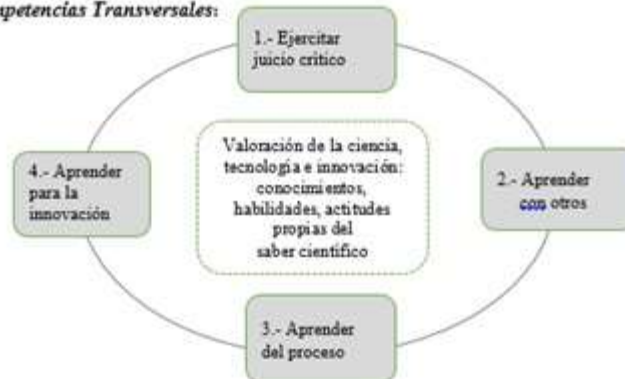 mpetencias Transversales:
1.- Ejercitar
juicio crítico
Valoración de la ciencia,
tecnología e innovación:
conocimientos,
habilidades, actitudes
propias del
saber científico
4.- Aprender
para la
innovación
2.- Aprender
con otros
3.- Aprender
del proceso